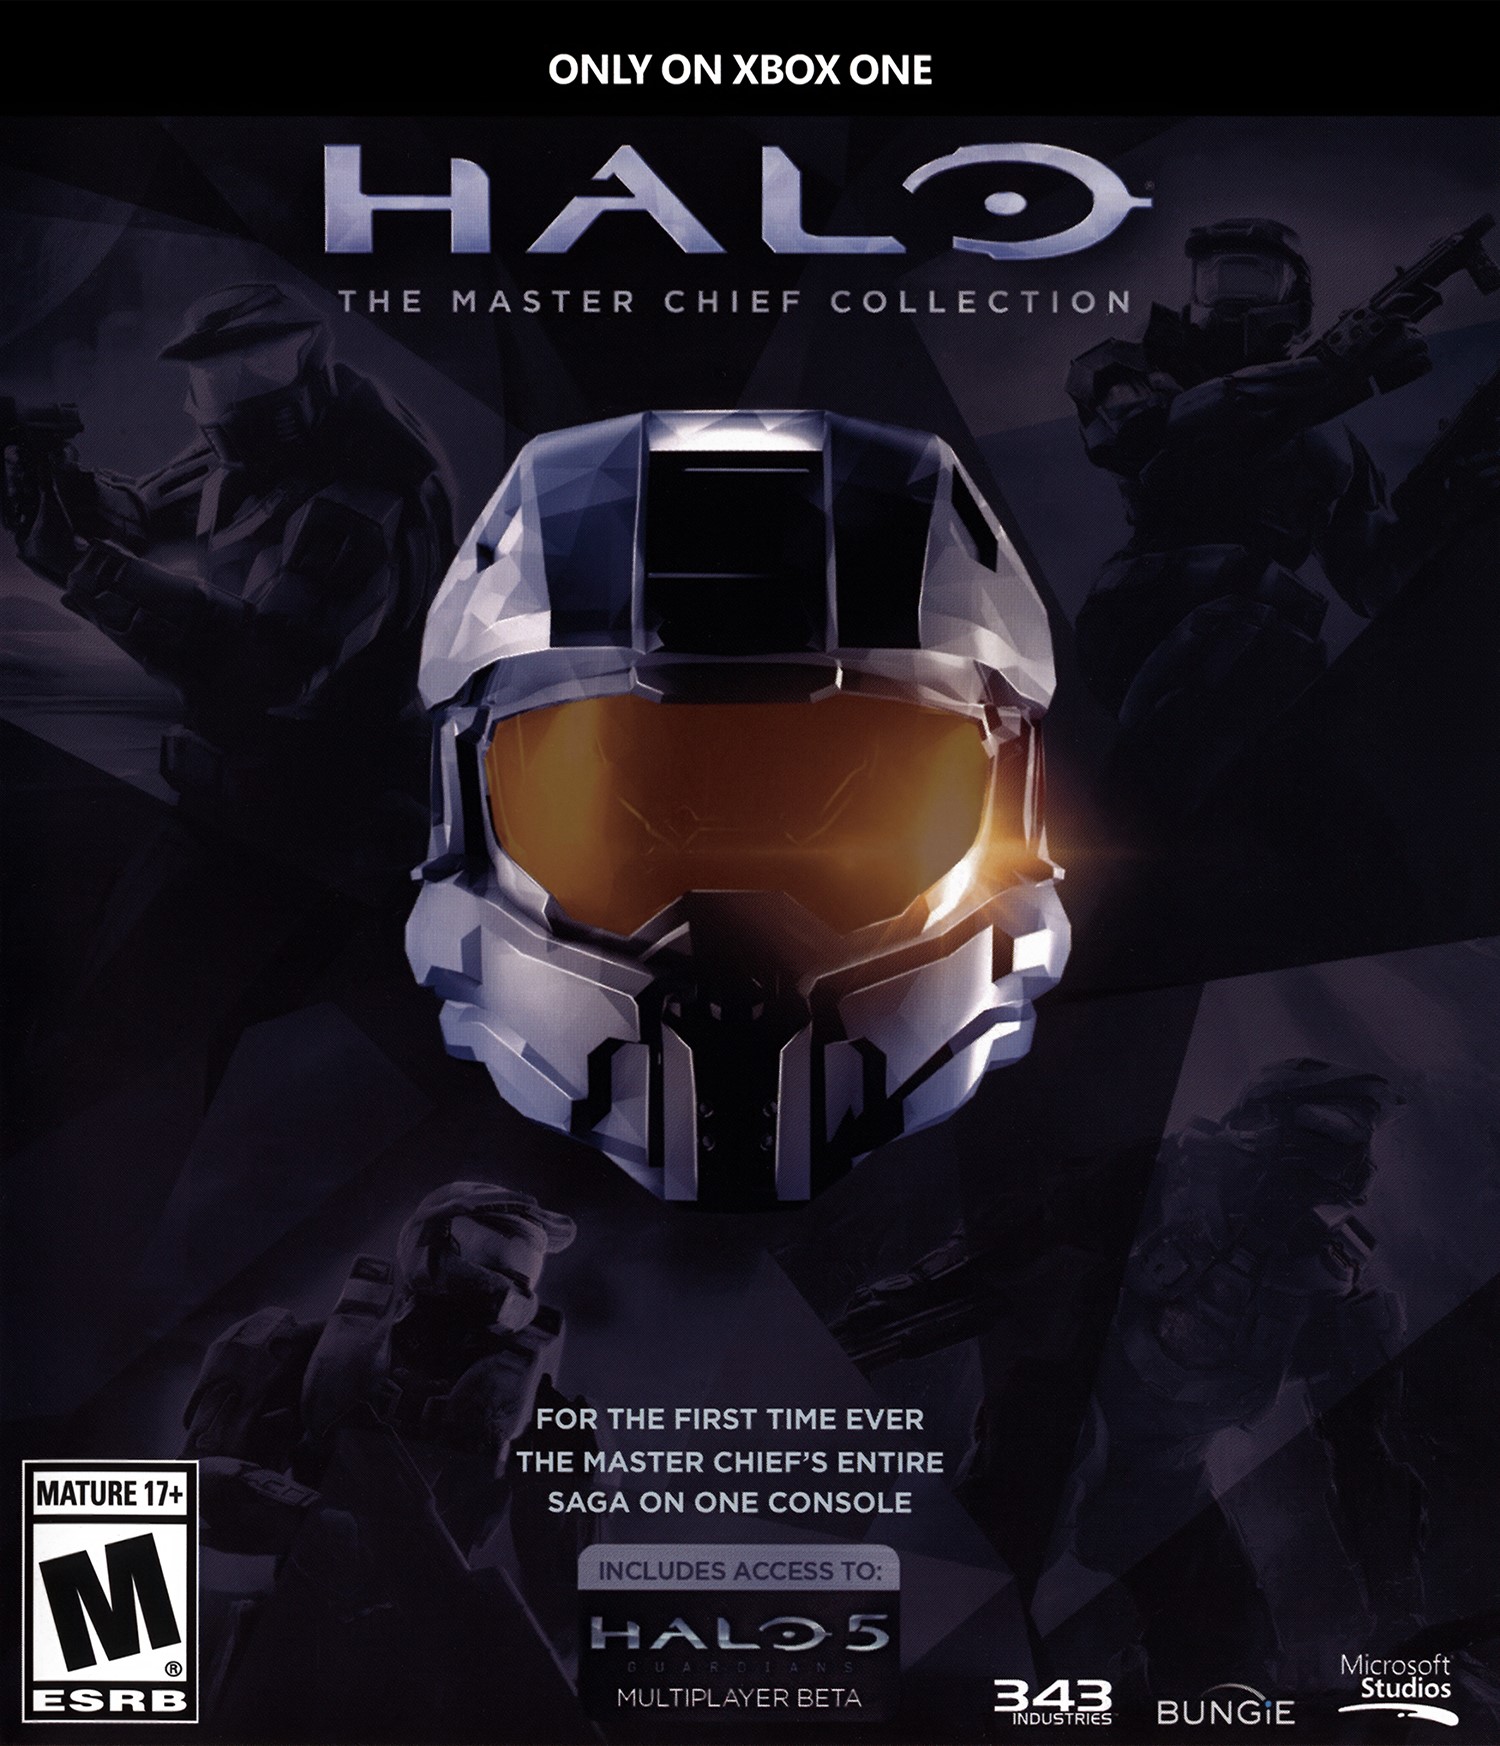 ONLY ON XBOX ONE
HALO®
THE MASTER CHIEF COLLECTION
FOR THE FIRST TIME EVER
THE MASTER CHIEF'S ENTIRE
SAGA ON ONE CONSOLE
INCLUDES ACCESS TO:
HALO 5
GUARDIANS
MULTIPLAYER BETA
MATURE 17+
M®
ESRB
343
INDUSTRIES™
BUNGiE
Microsoft
Studios